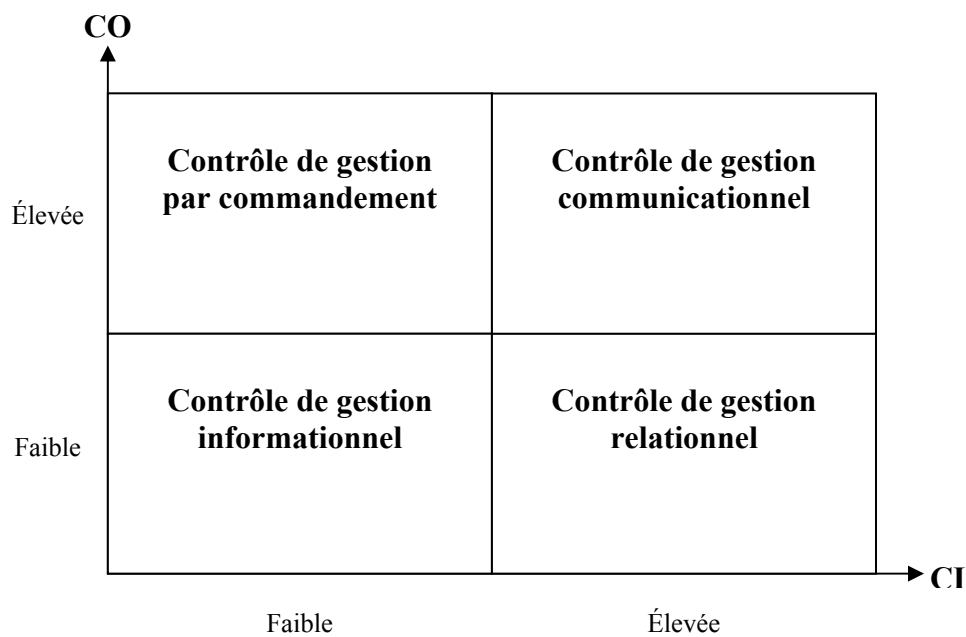 CO
Contrôle de gestion
par commandement
Contrôle de gestion
communicationnel
Élevée
Contrôle de gestion
informationnel
Contrôle de gestion
relationnel
Faible
CI
Faible
Élevée